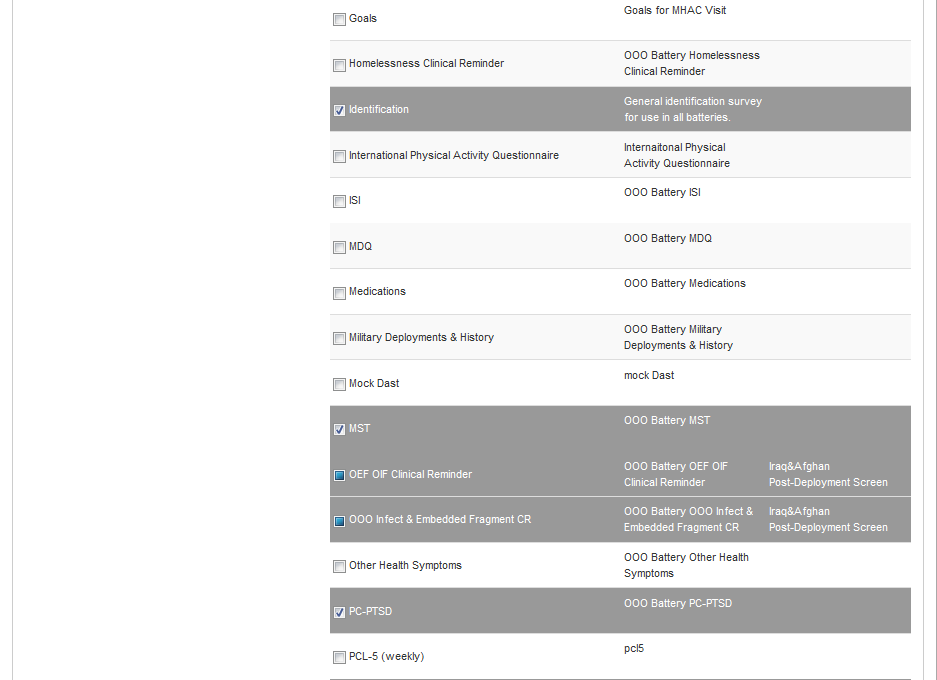 Goals
Goals for MHAC Visit
Homelessness Clinical Reminder
OOO Battery Homelessness
Clinical Reminder
Identification
General identification survey
for use in all batteries.
International Physical Activity Questionnaire
Internaitonal Physical
Activity Questionnaire
ISI
OOO Battery ISI
MDQ
OOO Battery MDQ
Medications
OOO Battery Medications
Military Deployments & History
OOO Battery Military
Deployments & History
Mock Dast
mock Dast
MST
OOO Battery MST
OEF OIF Clinical Reminder
OOO Battery OEF OIF
Clinical Reminder
Iraq&Afghan
Post-Deployment Screen
OOO Infect & Embedded Fragment CR
OOO Battery OOO Infect &
Embedded Fragment CR
Iraq&Afghan
Post-Deployment Screen
Other Health Symptoms
OOO Battery Other Health
Symptoms
PC-PTSD
OOO Battery PC-PTSD
PCL-5 (weekly)
pcl5